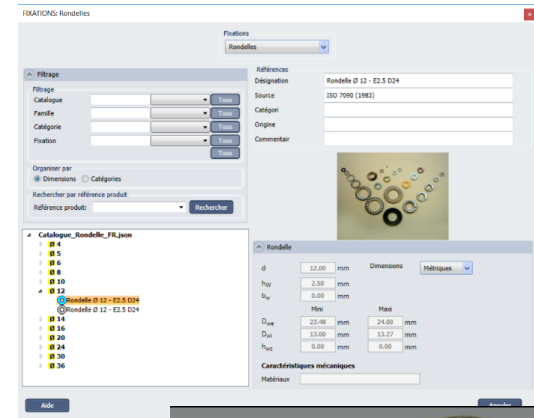 FIXATIONS: Rondelles
Fixations
Rondelles
Filtrage
Filtrage
Catalogue Tous
Famille Tous
Catégorie Tous
Fixation Tous
Tous
Organiser par
Dimensions Catégories
Rechercher par référence produit
Référence produit: Rechercher
Catalogue_Rondelle_FR.json
Ø 4
Ø 5
Ø 6
Ø 8
Ø 10
Ø 12
Rondelle Ø 12 - E2.5 D24
Rondelle Ø 12 - E2.5 D24
Ø 14
Ø 16
Ø 20
Ø 24
Ø 30
Ø 36
Références
Désignation Rondelle Ø 12 - E2.5 D24
Source ISO 7090 (1983)
Catégori
Origine
Commentair
Rondelle
d 12.00 mm Dimensions Métriques
hW 2.50 mm
bw 0.00 mm
Mini Maxi
Dwe 23.48 mm 24.00 mm
Dwi 13.00 mm 13.27 mm
hwE 0.00 mm 0.00 mm
Caractéristiques mécaniques
Matériaux
Aide Annuler